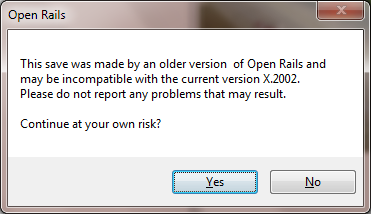 Open Rails
This save was made by an older version  of Open Rails and
may be incompatible with the current version X.2002.
Please do not report any problems that may result.
Continue at your own risk?
Yes
No